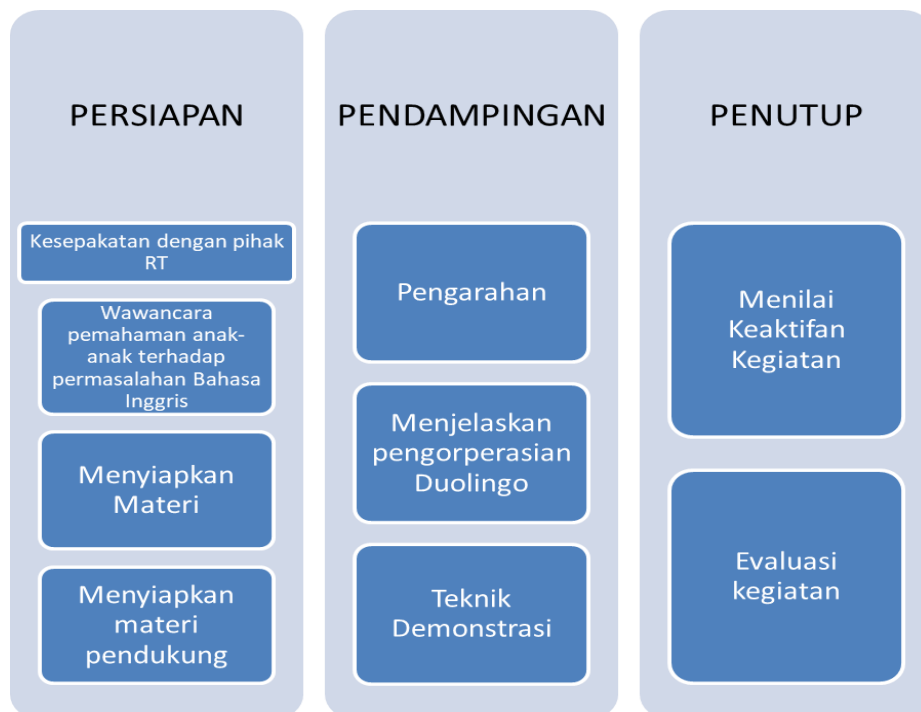 PERSIAPAN
Kesepakatan dengan pihak
RT
Wawancara
pemahaman anak-
anak terhadap
permasalahan Bahasa
Inggris
Menyiapkan
Materi
Menyiapkan
materi
pendukung
PENDAMPINGAN
Pengarahan
Menjelaskan
pengorperasian
Duolingo
Teknik
Demonstrasi
PENUTUP
Menilai
Keaktifan
Kegiatan
Evaluasi
kegiatan